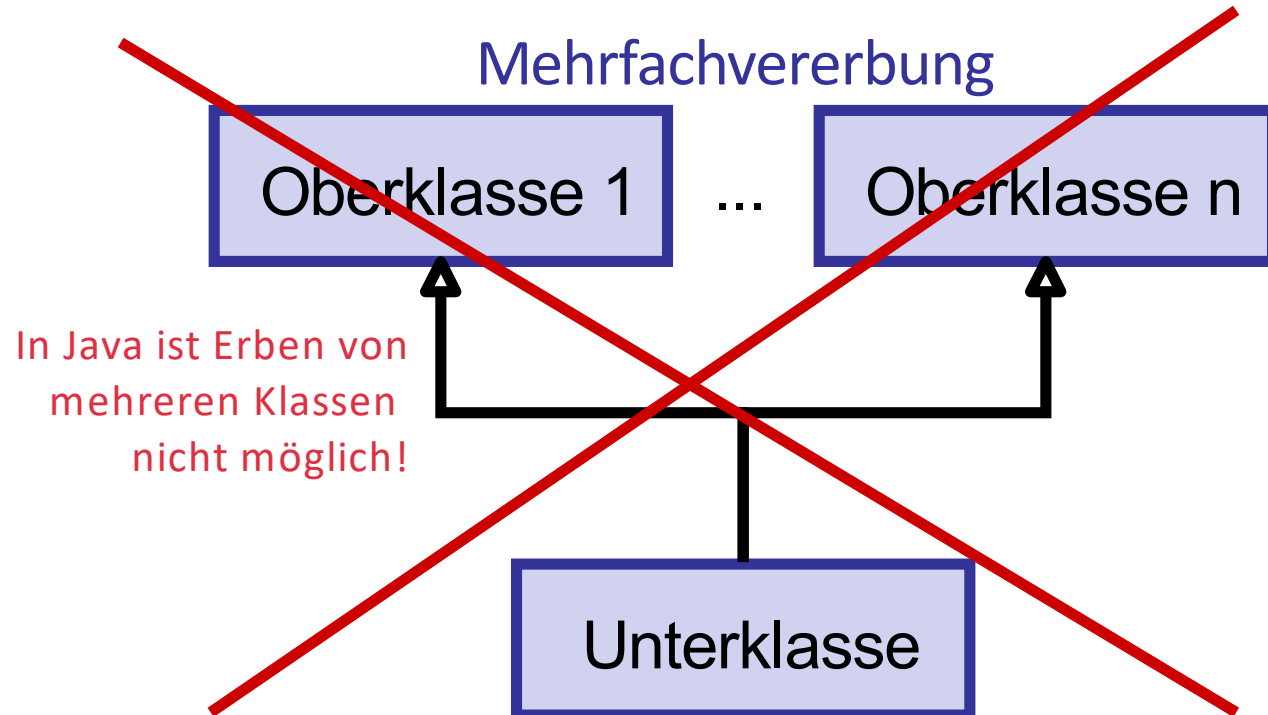 Mehrfachvererbung
Oberklasse 1 ... Oberklasse n
In Java ist Erben von
mehreren Klassen
nicht möglich!
Unterklasse